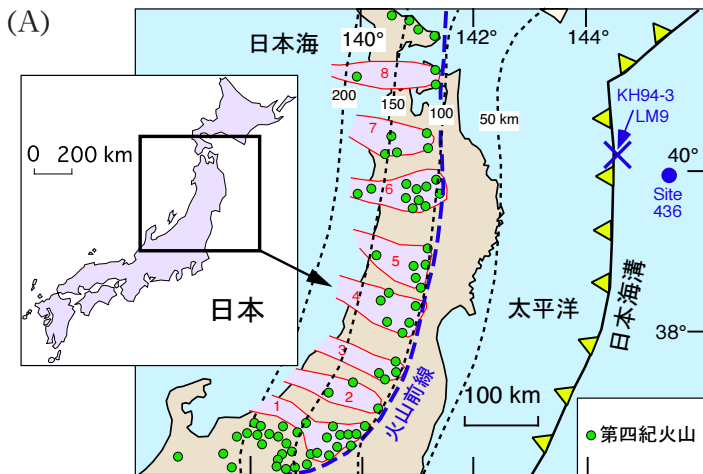 (A)
日本海
140°
142°
144°
8
200
150
100
50 km
KH94-3
LM9
0 200 km
7
40°
6
Site
436
5
日本
4
太平洋
日本海溝
38°
3
2
火山前線
100 km
1
第四紀火山